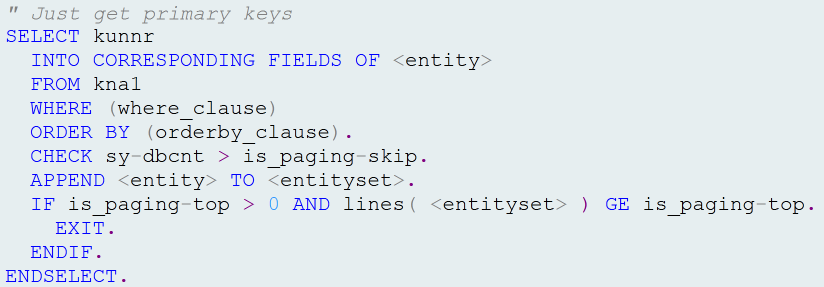 " Just get primary keys
SELECT kunnr
  INTO CORRESPONDING FIELDS OF <entity>
  FROM kna1
  WHERE (where_clause)
  ORDER BY (orderby_clause).
  CHECK sy-dbcnt > is_paging-skip.
  APPEND <entity> TO <entityset>.
  IF is_paging-top > 0 AND lines( <entityset> ) GE is_paging-top.
    EXIT.
  ENDIF.
ENDSELECT.